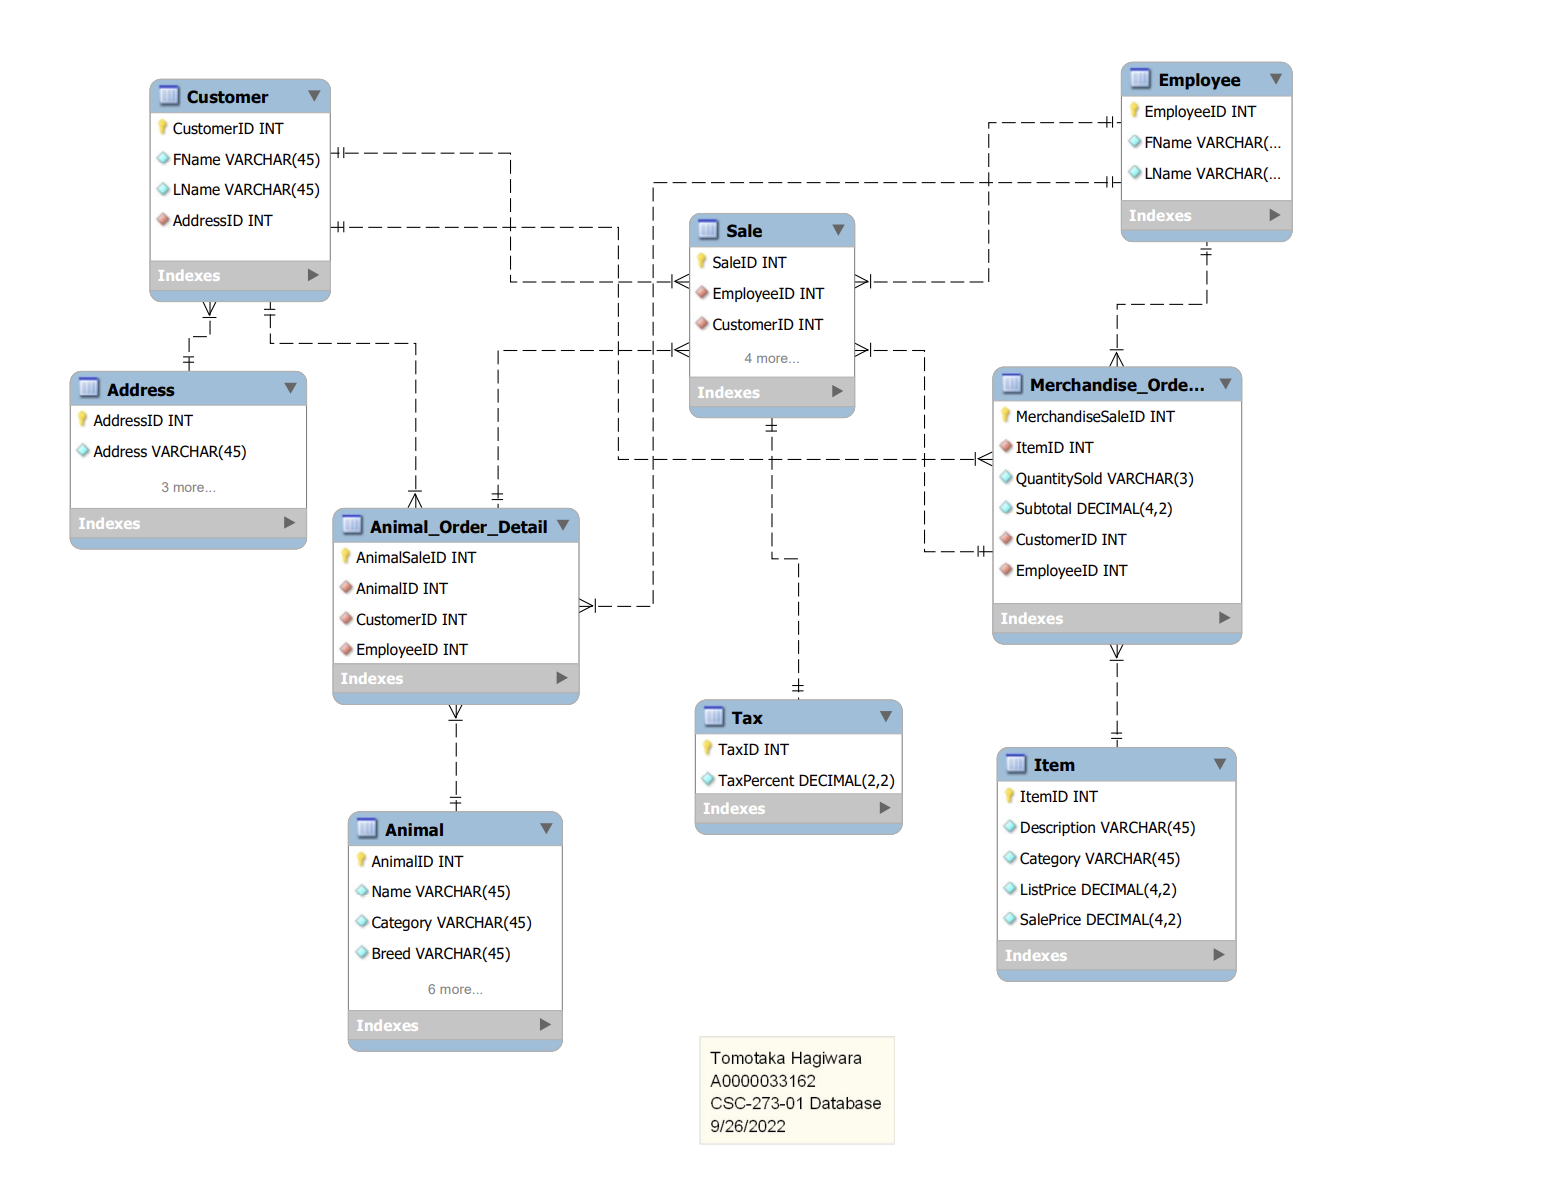 Customer
CustomerID INT
FName VARCHAR(45)
LName VARCHAR(45)
AddressID INT
Indexes
Employee
EmployeeID INT
FName VARCHAR(...
LName VARCHAR(...
Indexes
Sale
SaleID INT
EmployeeID INT
CustomerID INT
4 more...
Indexes
Address
AddressID INT
Address VARCHAR(45)
3 more...
Indexes
Merchandise_Orde...
MerchandiseSaleID INT
ItemID INT
QuantitySold VARCHAR(3)
Subtotal DECIMAL(4,2)
CustomerID INT
EmployeeID INT
Indexes
Animal_Order_Detail
AnimalSaleID INT
AnimalID INT
CustomerID INT
EmployeeID INT
Indexes
Tax
TaxID INT
TaxPercent DECIMAL(2,2)
Indexes
Item
ItemID INT
Description VARCHAR(45)
Category VARCHAR(45)
ListPrice DECIMAL(4,2)
SalePrice DECIMAL(4,2)
Indexes
Animal
AnimalID INT
Name VARCHAR(45)
Category VARCHAR(45)
Breed VARCHAR(45)
6 more...
Indexes
Tomotaka Hagiwara
A0000033162
CSC-273-01 Database
9/26/2022